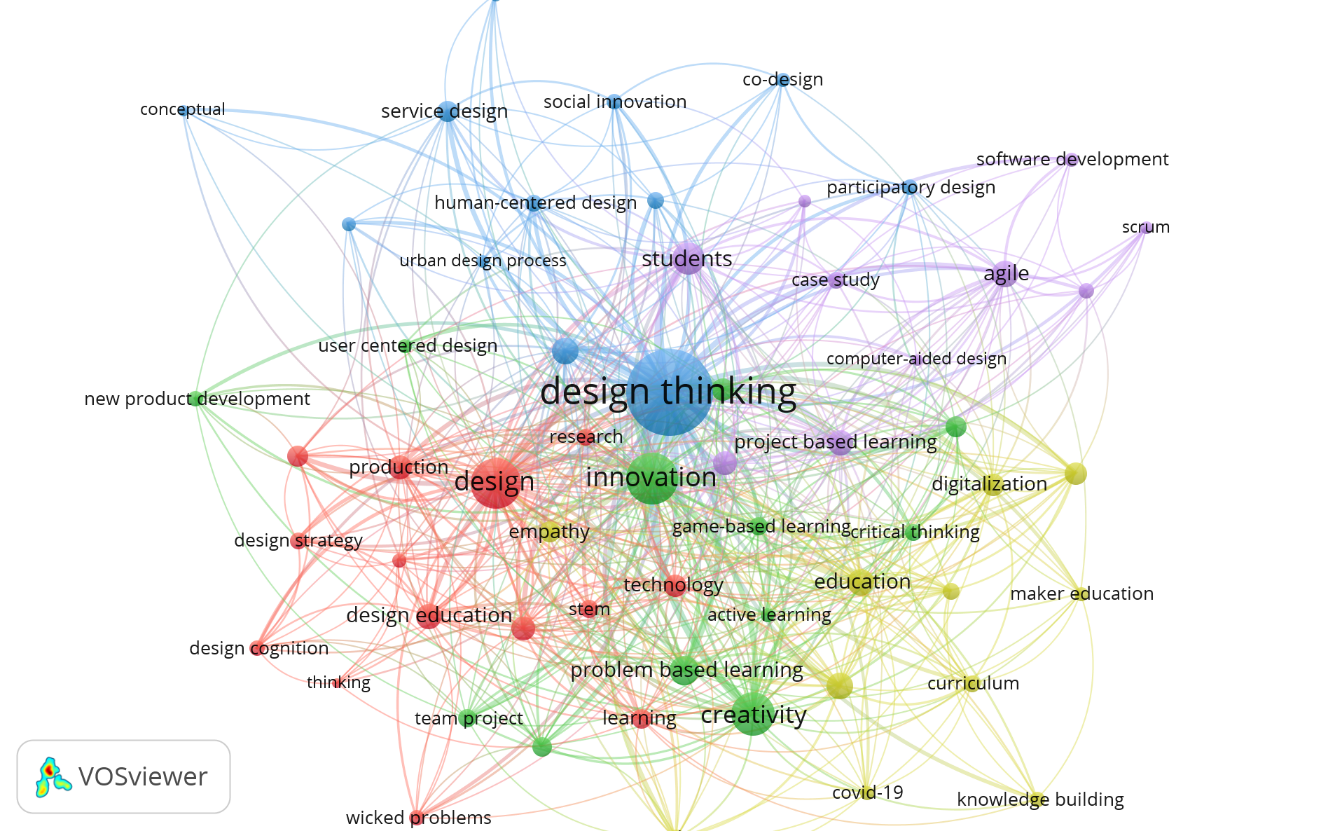 co-design
social innovation
conceptual
service design
software development
participatory design
human-centered design
scrum
students
urban design process
agile
case study
user centered design
computer-aided design
design thinking
new product development
research
project based learning
production
innovation
design
digitalization
game-based learning
critical thinking
empathy
design strategy
education
technology
maker education
stem
active learning
design education
design cognition
problem based learning
thinking
curriculum
creativity
team project
learning
VOSviewer
covid-19
knowledge building
wicked problems